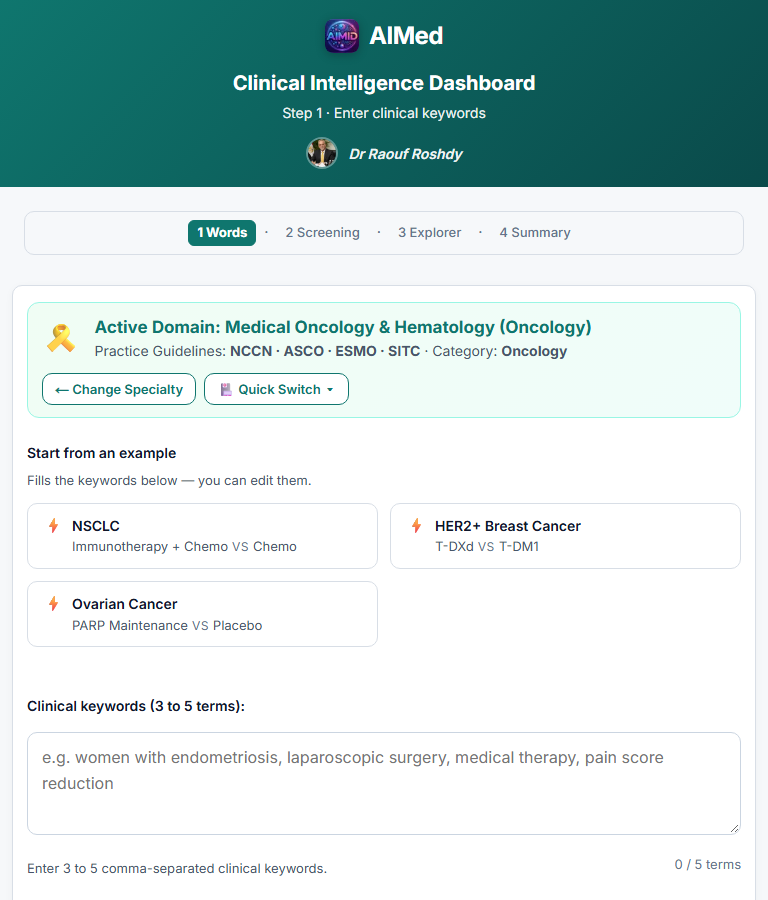 AIMID
AIMed
Clinical Intelligence Dashboard
Step 1 · Enter clinical keywords
Dr Raouf Roshdy
1 Words · 2 Screening · 3 Explorer · 4 Summary
Active Domain: Medical Oncology & Hematology (Oncology)
Practice Guidelines: NCCN · ASCO · ESMO · SITC · Category: Oncology
← Change Specialty
Quick Switch
Start from an example
Fills the keywords below — you can edit them.
NSCLC
Immunotherapy + Chemo VS Chemo
HER2+ Breast Cancer
T-DXd VS T-DM1
Ovarian Cancer
PARP Maintenance VS Placebo
Clinical keywords (3 to 5 terms):
e.g. women with endometriosis, laparoscopic surgery, medical therapy, pain score
reduction
Enter 3 to 5 comma-separated clinical keywords.
0 / 5 terms